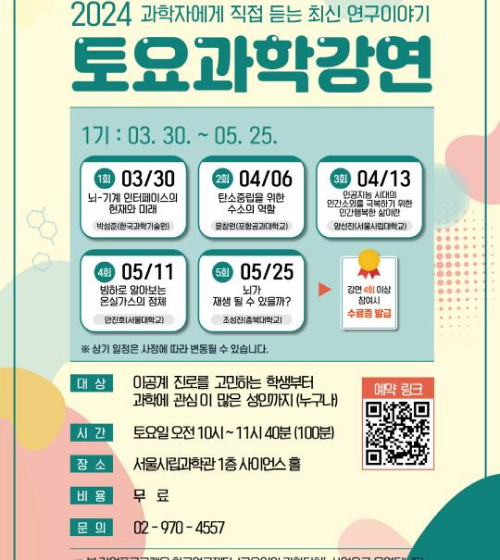 2024 과학자에게 직접 듣는 최신 연구이야기
토요과학강연
1기 : 03. 30. ~ 05. 25.
1회 03/30
뇌-기계 인터페이스의
현재와 미래
박성준(한국과학기술원)
2회 04/06
탄소중립을 위한
수소의 역할
윤창원(포항공과대학교)
3회 04/13
인공지능 시대의
인간소외를 극복하기 위한
인간행복한 삶이란
양선진(서울시립대학교)
4회 05/11
빙하로 알아보는
온실가스의 정체
안진호(서울대학교)
5회 05/25
뇌가
재생 될 수 있을까?
조성진(충북대학교)
강연 4회 이상
참여시
수료증 발급
※ 상기 일정은 사정에 따라 변동될 수 있습니다.
대 상 이공계 진로를 고민하는 학생부터
과학에 관심이 많은 성인까지 (누구나)
예약 링크
시 간 토요일 오전 10시 ~ 11시 40분 (100분)
장 소 서울시립과학관 1층 사이언스 홀
비 용 무 료
문 의 02 - 970 - 4557